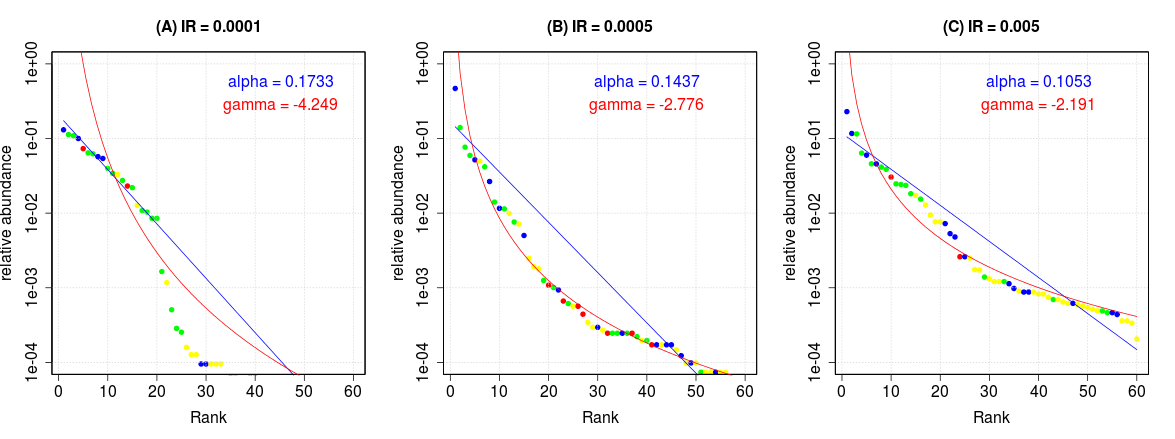 (A) IR = 0.0001
alpha = 0.1733
gamma = -4.249
relative abundance
1e+00
1e-01
1e-02
1e-03
1e-04
0 10 20 30 40 50 60
Rank
(B) IR = 0.0005
alpha = 0.1437
gamma = -2.776
relative abundance
1e+00
1e-01
1e-02
1e-03
1e-04
0 10 20 30 40 50 60
Rank
(C) IR = 0.005
alpha = 0.1053
gamma = -2.191
relative abundance
1e+00
1e-01
1e-02
1e-03
1e-04
0 10 20 30 40 50 60
Rank